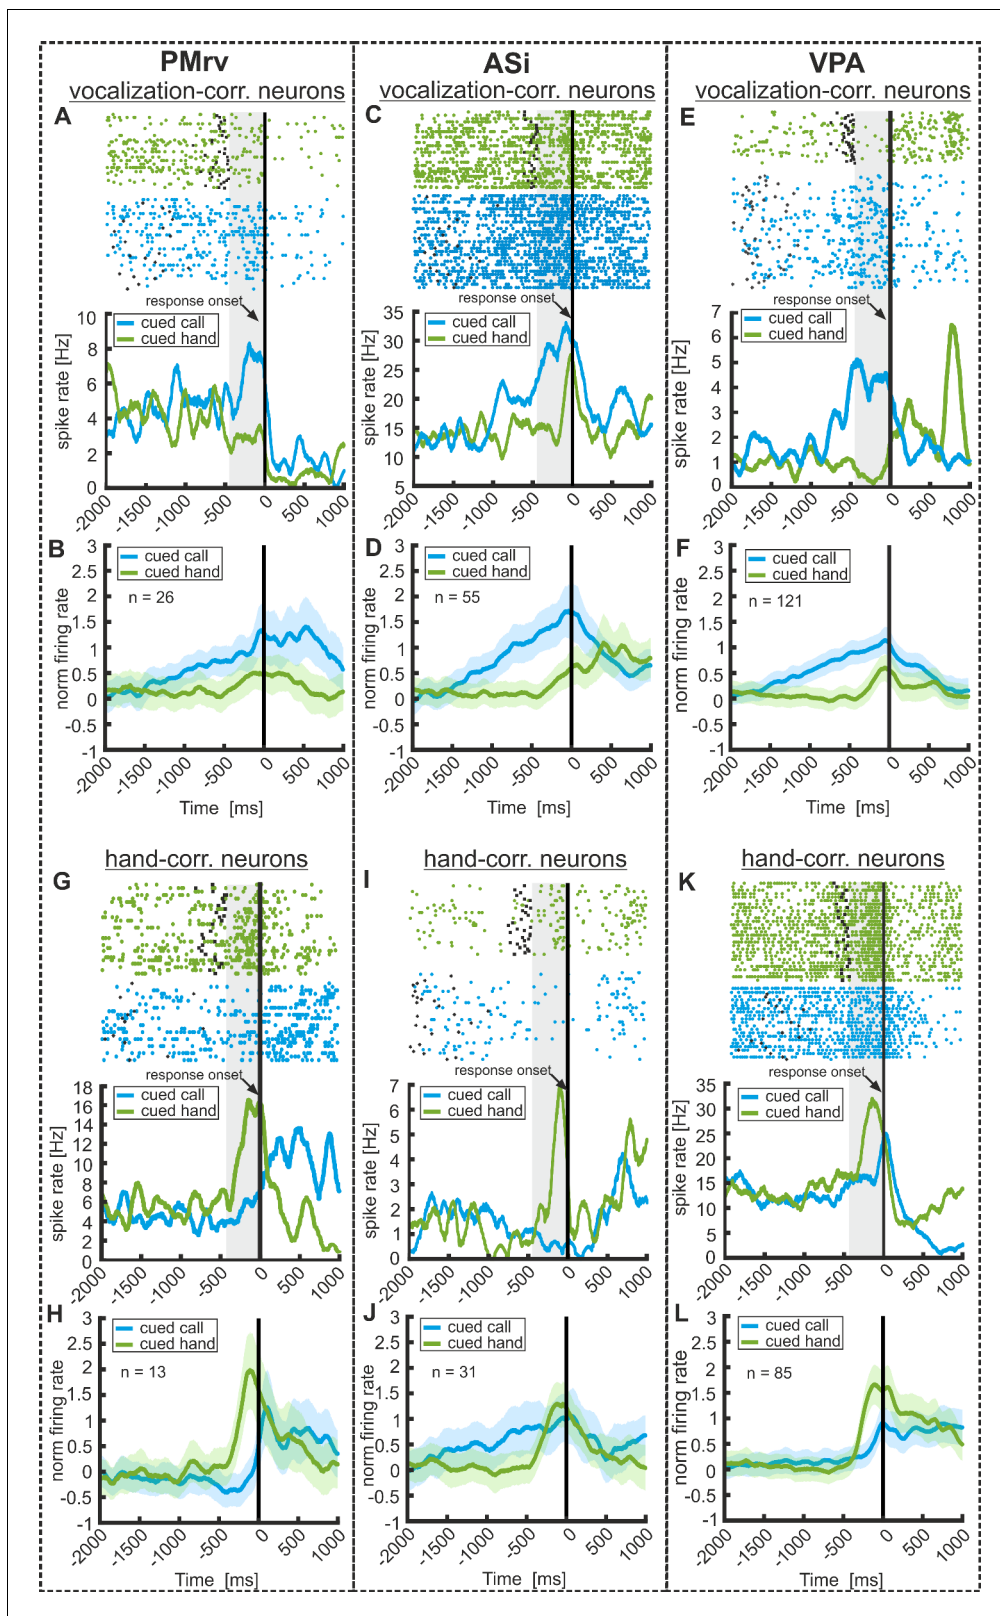 PMrv
vocalization-corr. neurons
A
response onset
cued call
cued hand
spike rate [Hz]
10
8
6
4
2
0
-2000
-1500
-1000
-500
0
500
1000
B
cued call
cued hand
n = 26
norm firing rate
3
2.5
2
1.5
1
0.5
0
-0.5
-1
-2000
-1500
-1000
-500
0
500
1000
Time [ms]
ASi
vocalization-corr. neurons
C
response onset
cued call
cued hand
spike rate [Hz]
35
30
25
20
15
10
5
-2000
-1500
-1000
-500
0
500
1000
D
cued call
cued hand
n = 55
norm firing rate
3
2.5
2
1.5
1
0.5
0
-0.5
-1
-2000
-1500
-1000
-500
0
500
1000
Time [ms]
VPA
vocalization-corr. neurons
E
response onset
cued call
cued hand
spike rate [Hz]
7
6
5
4
3
2
1
0
-2000
-1500
-1000
-500
0
500
1000
F
cued call
cued hand
n = 121
norm firing rate
3
2.5
2
1.5
1
0.5
0
-0.5
-1
-2000
-1500
-1000
-500
0
500
1000
Time [ms]
hand-corr. neurons
G
response onset
cued call
cued hand
spike rate [Hz]
18
16
14
12
10
8
6
4
2
0
-2000
-1500
-1000
-500
0
500
1000
H
cued call
cued hand
n = 13
norm firing rate
3
2.5
2
1.5
1
0.5
0
-0.5
-1
-2000
-1500
-1000
-500
0
500
1000
Time [ms]
hand-corr. neurons
I
response onset
cued call
cued hand
spike rate [Hz]
7
6
5
4
3
2
1
0
-2000
-1500
-1000
-500
0
500
1000
J
cued call
cued hand
n = 31
norm firing rate
3
2.5
2
1.5
1
0.5
0
-0.5
-1
-2000
-1500
-1000
-500
0
500
1000
Time [ms]
hand-corr. neurons
K
response onset
cued call
cued hand
spike rate [Hz]
35
30
25
20
15
10
5
0
-2000
-1500
-1000
-500
0
500
1000
L
cued call
cued hand
n = 85
norm firing rate
3
2.5
2
1.5
1
0.5
0
-0.5
-1
-2000
-1500
-1000
-500
0
500
1000
Time [ms]